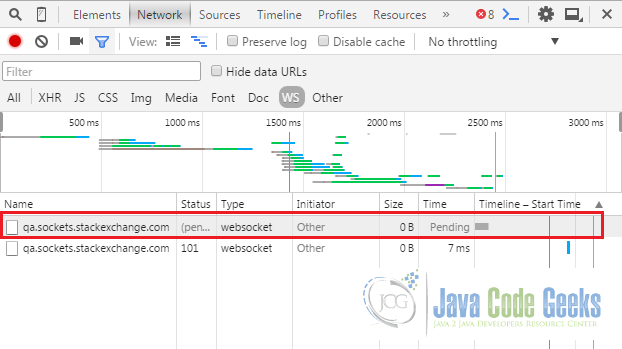 Elements Network Sources Timeline Profiles Resources » 8
View: Preserve log Disable cache No throttling
Filter Hide data URLs
All XHR JS CSS Img Media Font Doc WS Other
500 ms 1000 ms 1500 ms 2000 ms 2500 ms 3000 ms
Name Status Type Initiator Size Time Timeline – Start Time
qa.sockets.stackexchange.com (pen... websocket Other 0 B Pending
qa.sockets.stackexchange.com 101 websocket Other 0 B 7 ms
JCG Java Code Geeks
Java 2 Java Developers Resource Center